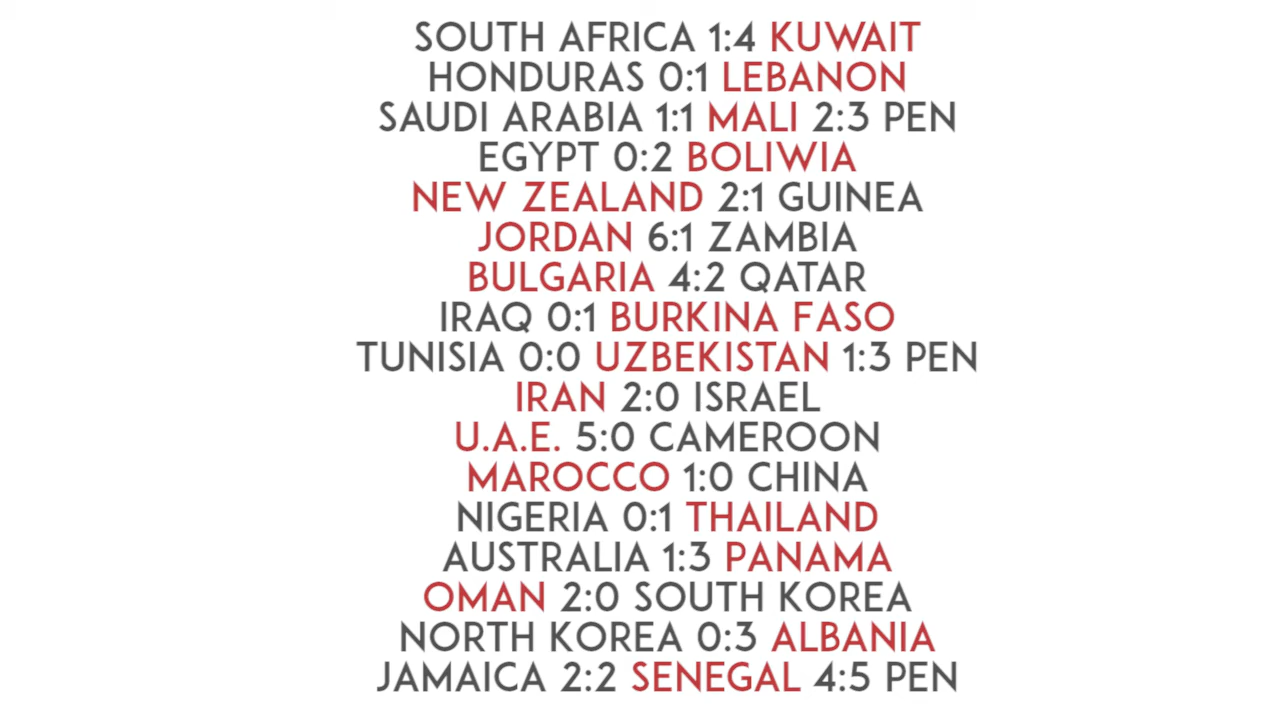 SOUTH AFRICA 1:4 KUWAIT
HONDURAS 0:1 LEBANON
SAUDI ARABIA 1:1 MALI 2:3 PEN
EGYPT 0:2 BOLIWIA
NEW ZEALAND 2:1 GUINEA
JORDAN 6:1 ZAMBIA
BULGARIA 4:2 QATAR
IRAQ 0:1 BURKINA FASO
TUNISIA 0:0 UZBEKISTAN 1:3 PEN
IRAN 2:0 ISRAEL
U.A.E. 5:0 CAMEROON
MAROCCO 1:0 CHINA
NIGERIA 0:1 THAILAND
AUSTRALIA 1:3 PANAMA
OMAN 2:0 SOUTH KOREA
NORTH KOREA 0:3 ALBANIA
JAMAICA 2:2 SENEGAL 4:5 PEN